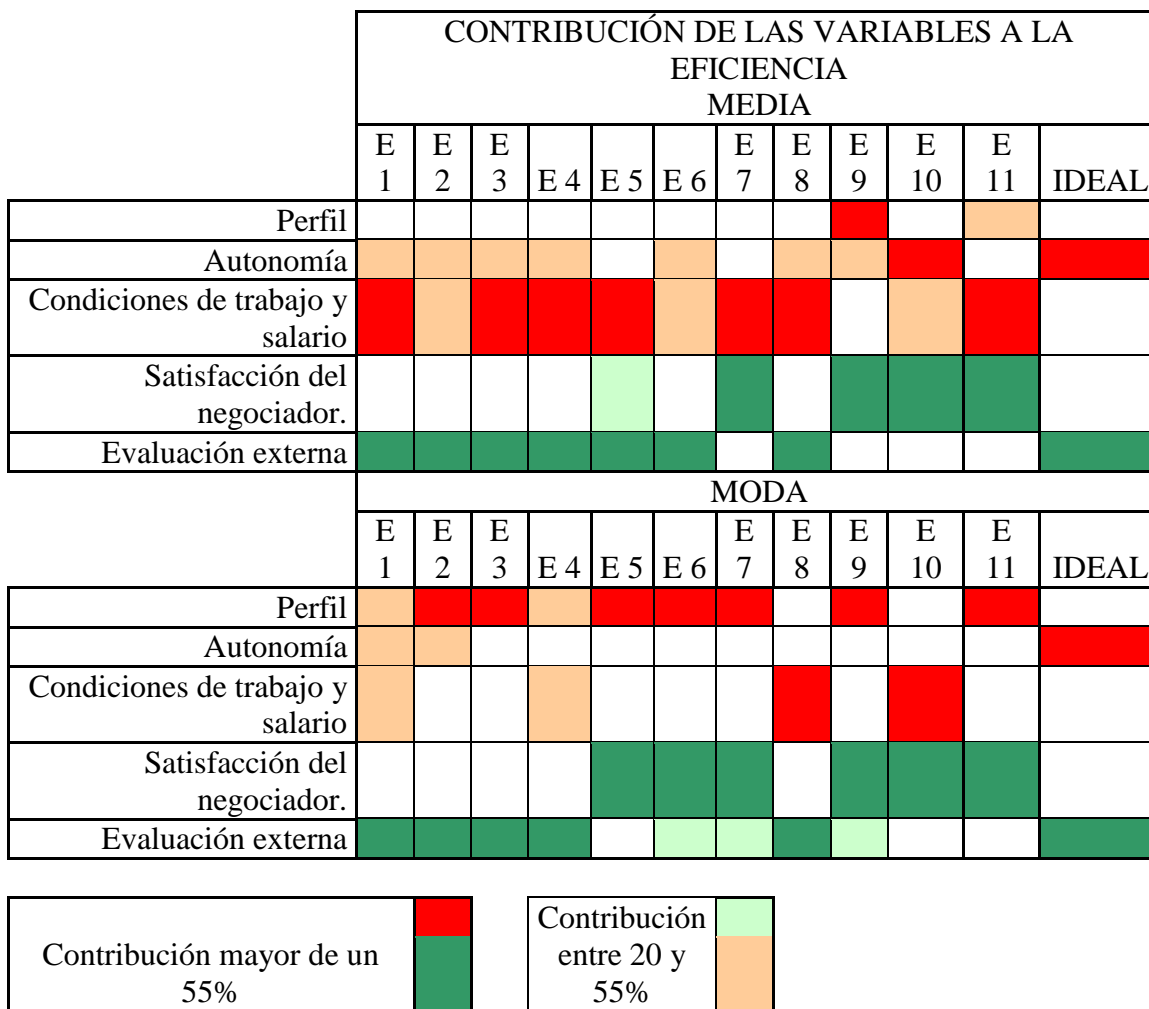 CONTRIBUCIÓN DE LAS VARIABLES A LA
EFICIENCIA
MEDIA
E 1 E 2 E 3 E 4 E 5 E 6 E 7 E 8 E 9 E 10 E 11 IDEAL
Perfil
Autonomía
Condiciones de trabajo y
salario
Satisfacción del
negociador.
Evaluación externa
MODA
E 1 E 2 E 3 E 4 E 5 E 6 E 7 E 8 E 9 E 10 E 11 IDEAL
Perfil
Autonomía
Condiciones de trabajo y
salario
Satisfacción del
negociador.
Evaluación externa
Contribución mayor de un
55%
Contribución
entre 20 y
55%